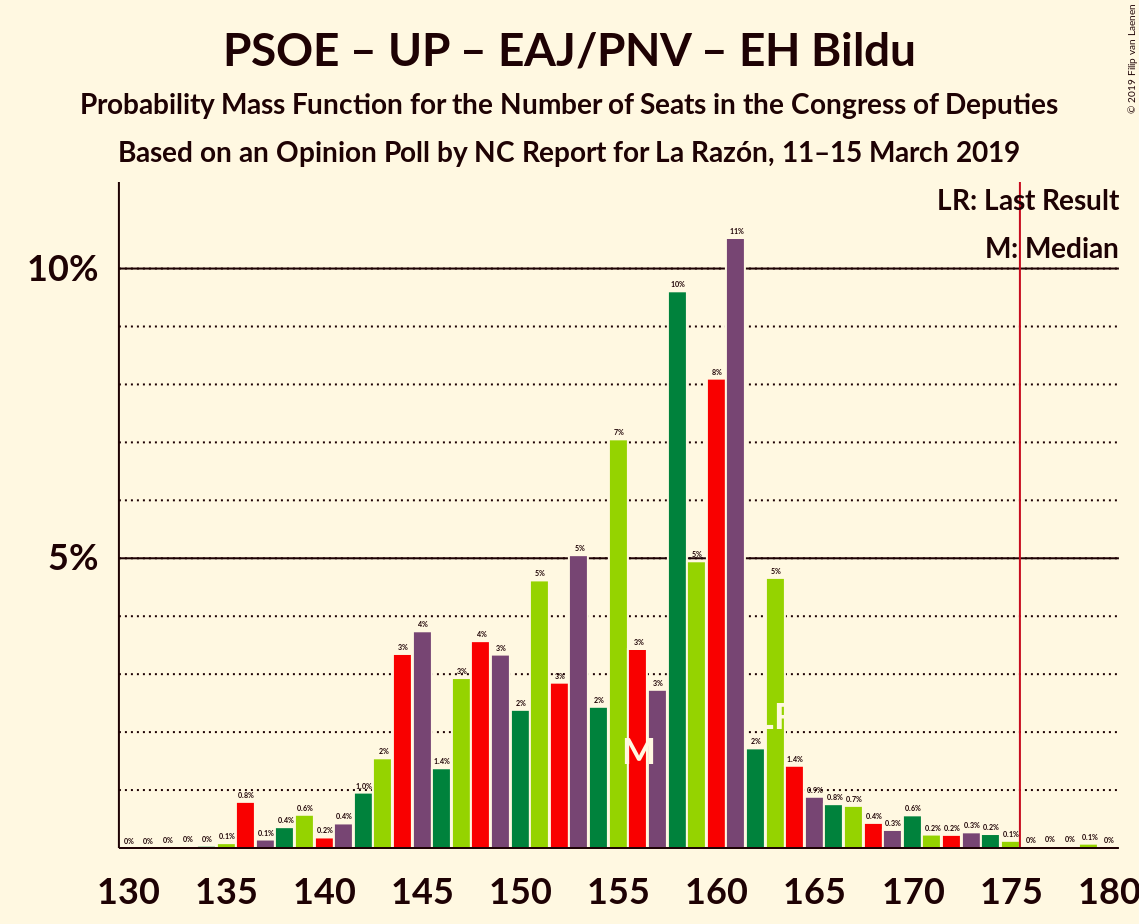 PSOE – UP – EAJ/PNV – EH Bildu
Probability Mass Function for the Number of Seats in the Congress of Deputies
Based on an Opinion Poll by NC Report for La Razón, 11–15 March 2019
© 2019 Filip van Laenen
LR: Last Result
M: Median
10%
5%
0% 0% 0% 0% 0% 0.1% 0.8% 0.1% 0.4% 0.6% 0.2% 0.4% 1.0% 2% 3% 4% 1.4% 3% 4% 3% 2% 5% 3% 5% 2% 7% 3% 3% 10% 5% 8% 11% 2% 5% 1.4% 0.9% 0.8% 0.7% 0.4% 0.3% 0.6% 0.2% 0.2% 0.3% 0.2% 0.1% 0% 0% 0% 0.1% 0%
LR
M
130 135 140 145 150 155 160 165 170 175 180